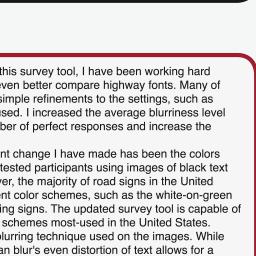 this survey tool, I have been working hard
even better compare highway fonts. Many of
simple refinements to the settings, such as
used. I increased the average blurriness level
ber of perfect responses and increase the
nt change I have made has been the colors
tested participants using images of black text
er, the majority of road signs in the United
nt color schemes, such as the white-on-green
ing signs. The updated survey tool is capable of
schemes most-used in the United States.
lurring technique used on the images. While
an blur's even distortion of text allows for a